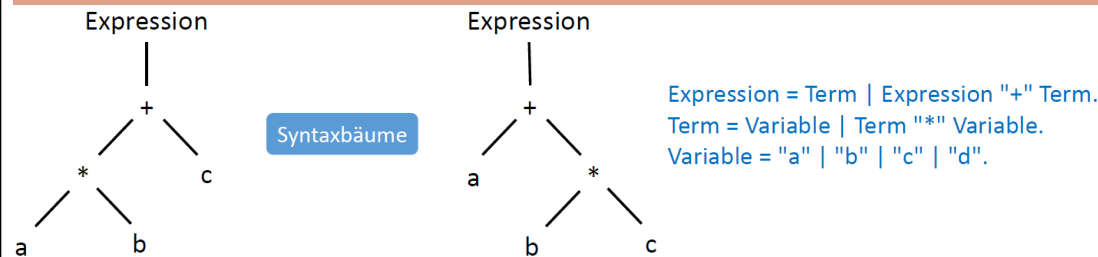 Expression
+
*
c
a
b
Syntaxbäume
Expression
+
a
*
b
c
Expression = Term | Expression "+" Term.
Term = Variable | Term "*" Variable.
Variable = "a" | "b" | "c" | "d".